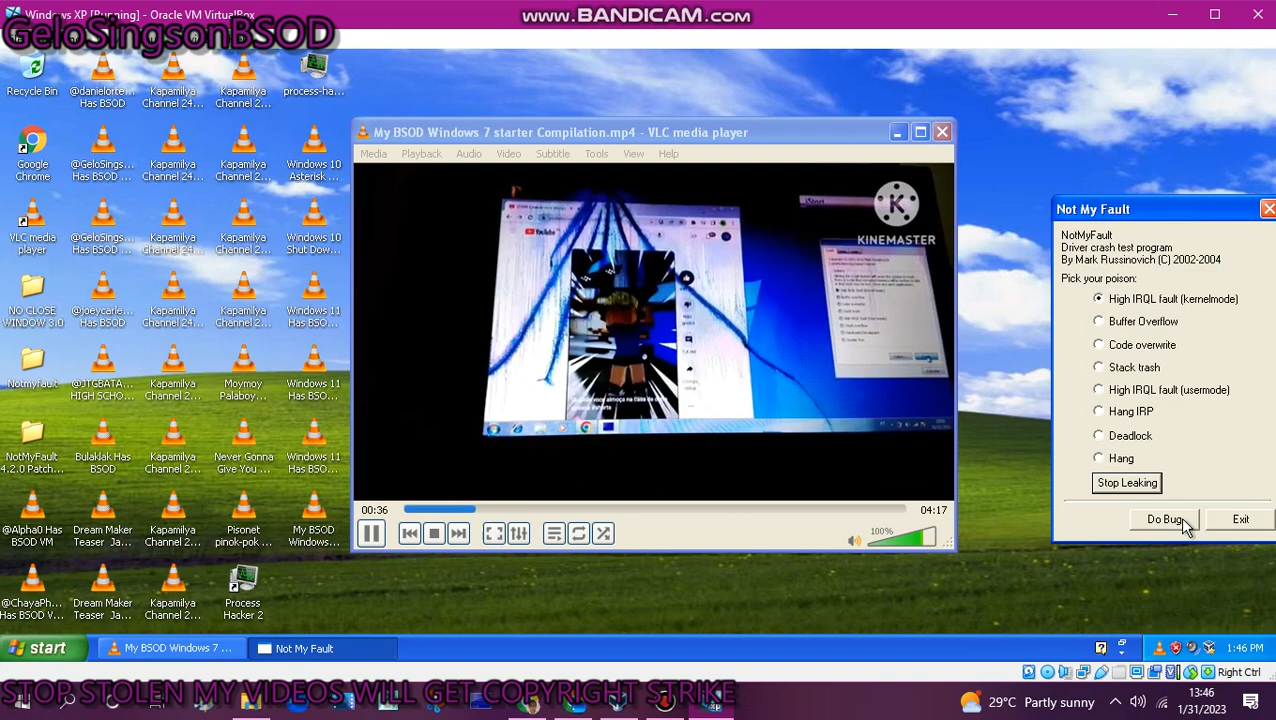 Windows XP [Running] - Oracle VM VirtualBox
GeloSingsonBSOD
www.BANDICAM.com
Recycle Bin
@danielorte...
Has BSOD
Kapamilya
Channel 24...
Kapamilya
Channel 2...
process-ha...
Google
Chrome
@GeloSings...
Has BSOD ...
Kapamilya
Channel 2...
Kapamilya
Channel 2...
Windows 10
Asterisk ...
VLC media
player
@GeloSings...
Has BSOD ...
Kapamilya
Channel 24...
Kapamilya
Channel 2...
Windows 10
Shut Dow...
NO CLOSE
WINDOW 3.0
@joeycarle...
Has BSOD
Kapamilya
Channel 2...
Kapamilya
Channel 2...
Windows 11
Notmyfault
@JTGBATA...
HIGH SCHO...
Kapamilya
Channel 2...
Moymoy
Palaboy...
Windows 11
NotMyFault
4.2.0 Patch...
Bulaklak Has
BSOD
Kapamilya
Channel 2...
Never Gonna
Give You ...
Windows 11
@Alpha0 Has
BSOD VM
Dream Maker
Teaser Ja...
Kapamilya
Channel 2...
Pisonet
pinok-pok ...
My BSOD
Windows ...
@ChayaPh...
Has BSOD V...
Dream Maker
Teaser Ja...
Kapamilya
Channel 2...
Process
Hacker 2
My BSOD Windows 7 starter Compilation.mp4 - VLC media player
Media Playback Audio Video Subtitle Tools View Help
YouTube
K
KINEMASTER
00:36
04:17
100%
Not My Fault
NotMyFault
Driver crash test program
By Mark Russinovich (C) 2002-2004
High IRQL fault (kernelmode)
Buffer Overflow
Code overwrite
Stack trash
High IRQL fault (usermode)
Hang IRP
Deadlock
Hang
Stop Leaking
Do Bug
Exit
start
My BSOD Windows 7 ...
Not My Fault
1:46 PM
Right Ctrl
STOP STOLEN MY VIDEOS WILL GET COPYRIGHT STRIKE
29°C Partly sunny
13:46
1/31/2023